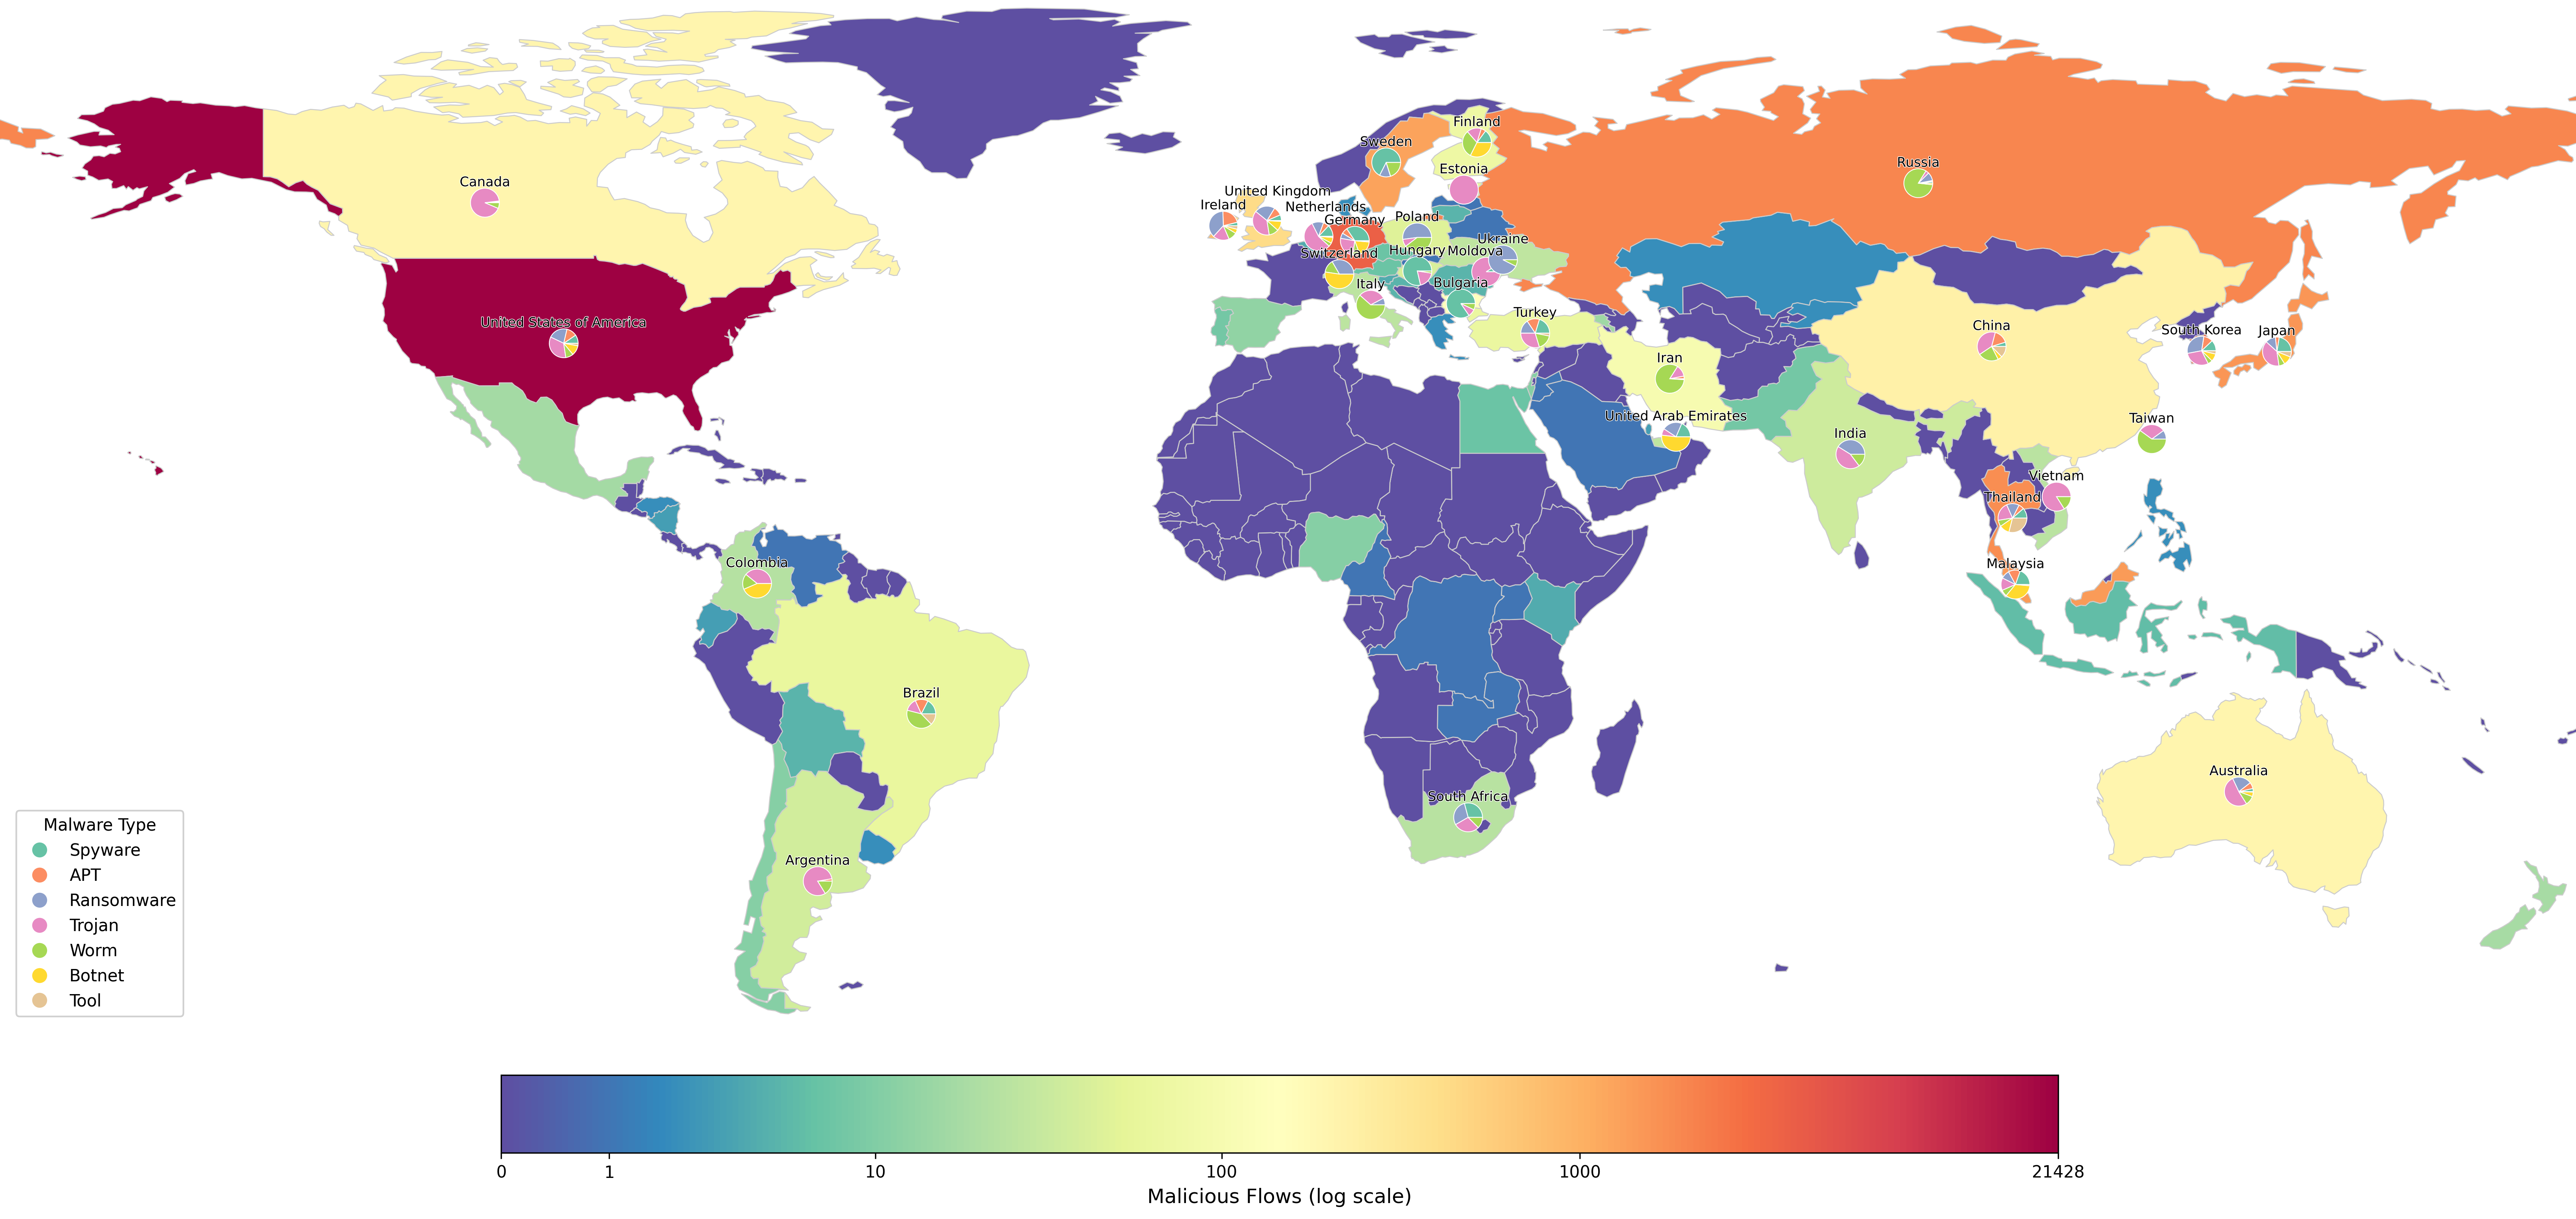 Finland
Sweden
Russia
Estonia
Canada
United Kingdom
Ireland
Netherlands
Germany
Poland
Ukraine
Switzerland
Hungary
Moldova
Italy
Bulgaria
Turkey
United States of America
China
South Korea
Japan
Iran
United Arab Emirates
Taiwan
India
Vietnam
Thailand
Colombia
Malaysia
Brazil
Australia
South Africa
Argentina
Malware Type
Spyware
APT
Ransomware
Trojan
Worm
Botnet
Tool
0
1
10
100
1000
21428
Malicious Flows (log scale)